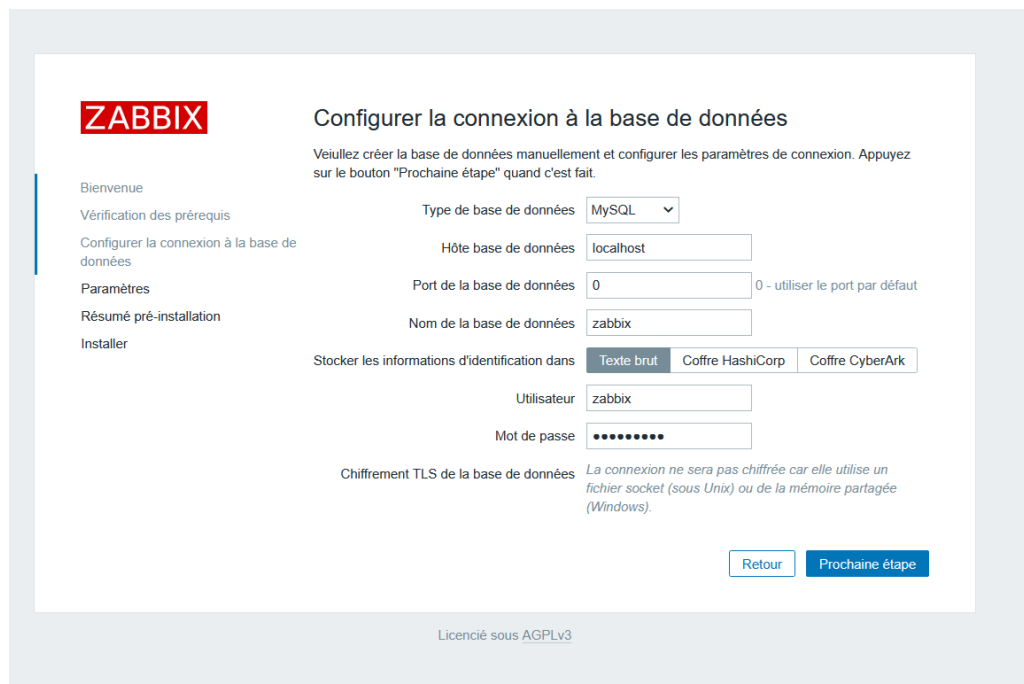 ZABBIX
Bienvenue
Vérification des prérequis
Configurer la connexion à la base de
données
Paramètres
Résumé pré-installation
Installer
Configurer la connexion à la base de données
Veiullez créer la base de données manuellement et configurer les paramètres de connexion. Appuyez
sur le bouton "Prochaine étape" quand c'est fait.
Type de base de données MySQL
Hôte base de données localhost
Port de la base de données 0 0 - utiliser le port par défaut
Nom de la base de données zabbix
Stocker les informations d'identification dans Texte brut Coffre HashiCorp Coffre CyberArk
Utilisateur zabbix
Mot de passe ●●●●●●●●●
Chiffrement TLS de la base de données La connexion ne sera pas chiffrée car elle utilise un
fichier socket (sous Unix) ou de la mémoire partagée
(Windows).
Retour Prochaine étape
Licencié sous AGPLv3